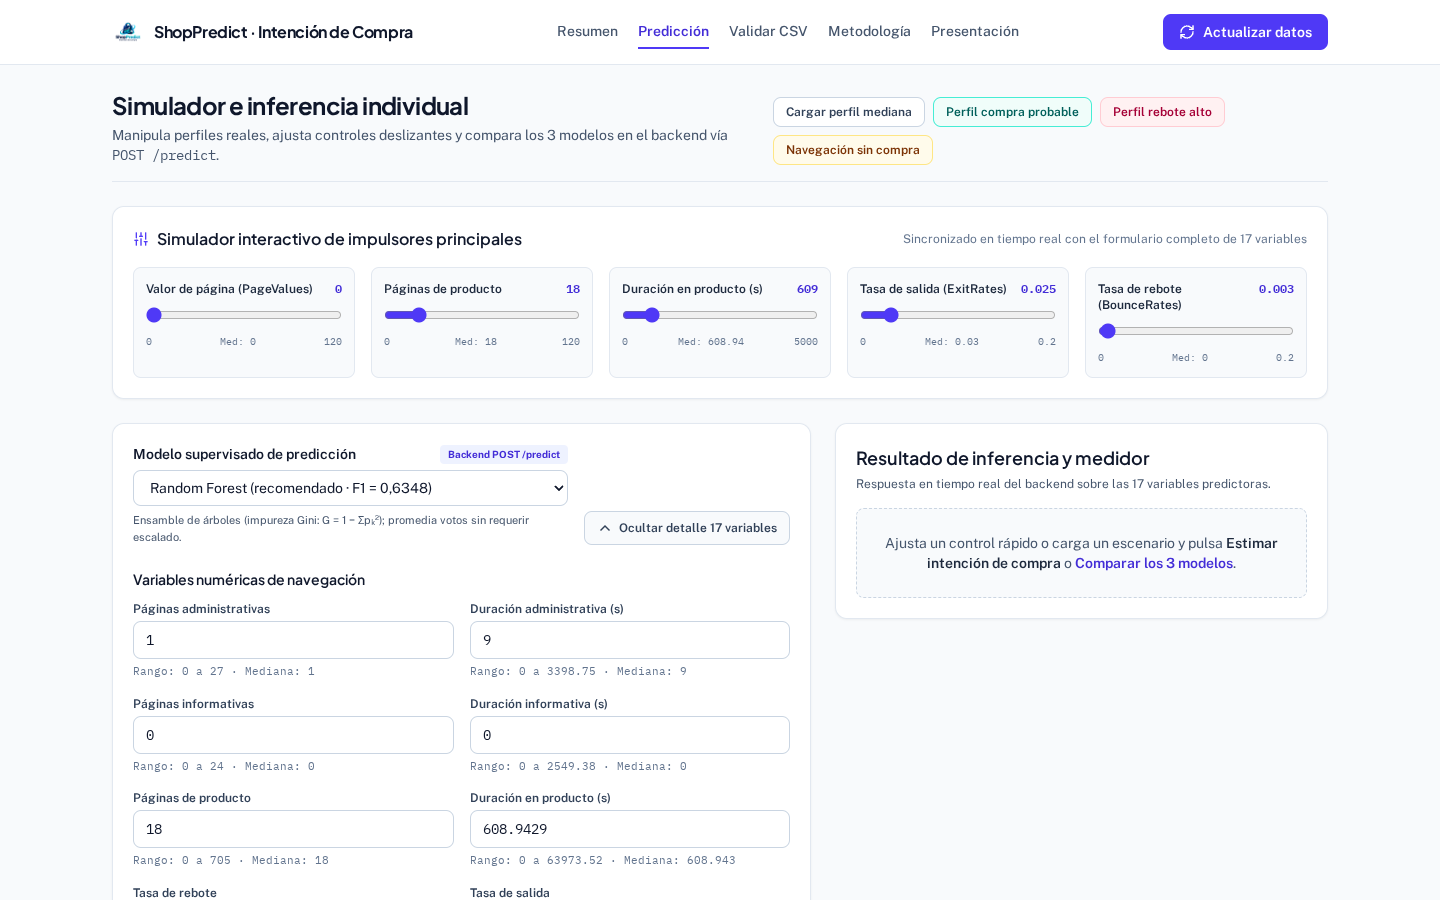 ShopPredict · Intención de Compra
Resumen
Predicción
Validar CSV
Metodología
Presentación
Actualizar datos
Simulador e inferencia individual
Manipula perfiles reales, ajusta controles deslizantes y compara los 3 modelos en el backend vía
POST /predict.
Cargar perfil mediana
Perfil compra probable
Perfil rebote alto
Navegación sin compra
Simulador interactivo de impulsores principales
Sincronizado en tiempo real con el formulario completo de 17 variables
Valor de página (PageValues) 0
0 Med: 0 120
Páginas de producto 18
0 Med: 18 120
Duración en producto (s) 609
0 Med: 608.94 5000
Tasa de salida (ExitRates) 0.025
0 Med: 0.03 0.2
Tasa de rebote 0.003
(BounceRates)
0 Med: 0 0.2
Modelo supervisado de predicción
Backend POST /predict
Random Forest (recomendado · F1 = 0,6348)
Ensamble de árboles (impureza Gini: G = 1 − Σpₖ²); promedia votos sin requerir
escalado.
Ocultar detalle 17 variables
Variables numéricas de navegación
Páginas administrativas
1
Rango: 0 a 27 · Mediana: 1
Duración administrativa (s)
9
Rango: 0 a 3398.75 · Mediana: 9
Páginas informativas
0
Rango: 0 a 24 · Mediana: 0
Duración informativa (s)
0
Rango: 0 a 2549.38 · Mediana: 0
Páginas de producto
18
Rango: 0 a 705 · Mediana: 18
Duración en producto (s)
608.9429
Rango: 0 a 63973.52 · Mediana: 608.943
Tasa de rebote
Tasa de salida
Resultado de inferencia y medidor
Respuesta en tiempo real del backend sobre las 17 variables predictoras.
Ajusta un control rápido o carga un escenario y pulsa Estimar
intención de compra o Comparar los 3 modelos.